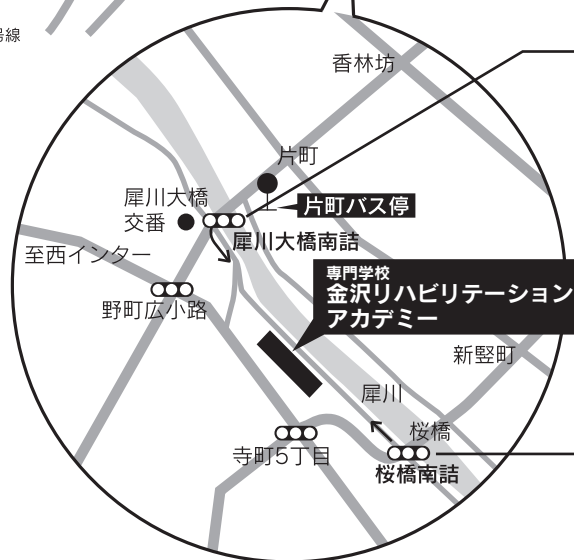 号線
香林坊
片町
犀川大橋
交番
片町バス停
犀川大橋南詰
至西インター
専門学校
金沢リハビリテーション
アカデミー
野町広小路
新竪町
犀川
桜橋
寺町5丁目
桜橋南詰